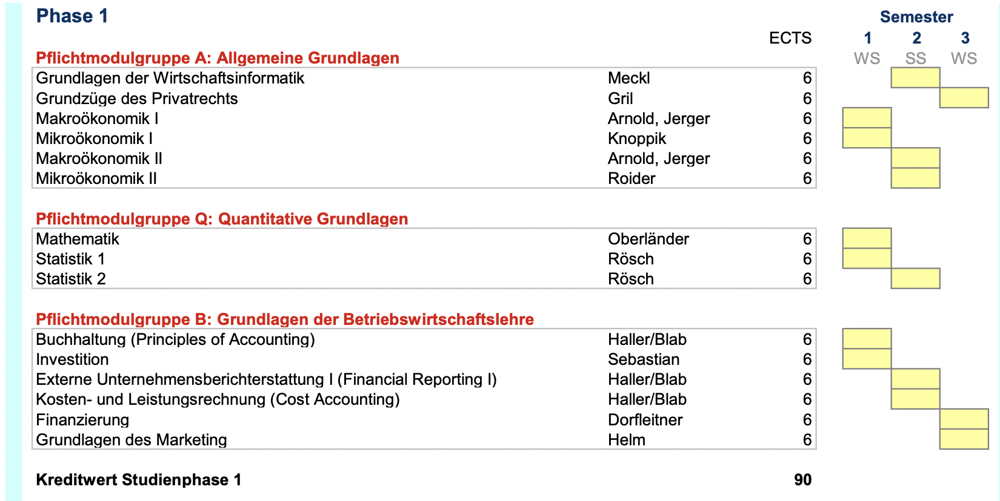 Phase 1 Semester
ECTS 1 2 3
Pflichtmodulgruppe A: Allgemeine Grundlagen WS SS WS
Grundlagen der Wirtschaftsinformatik Meckl 6
Grundzüge des Privatrechts Gril 6
Makroökonomik I Arnold, Jerger 6
Mikroökonomik I Knoppik 6
Makroökonomik II Arnold, Jerger 6
Mikroökonomik II Roider 6
Pflichtmodulgruppe Q: Quantitative Grundlagen
Mathematik Oberländer 6
Statistik 1 Rösch 6
Statistik 2 Rösch 6
Pflichtmodulgruppe B: Grundlagen der Betriebswirtschaftslehre
Buchhaltung (Principles of Accounting) Haller/Blab 6
Investition Sebastian 6
Externe Unternehmensberichterstattung I (Financial Reporting I) Haller/Blab 6
Kosten- und Leistungsrechnung (Cost Accounting) Haller/Blab 6
Finanzierung Dorfleitner 6
Grundlagen des Marketing Helm 6
Kreditwert Studienphase 1 90